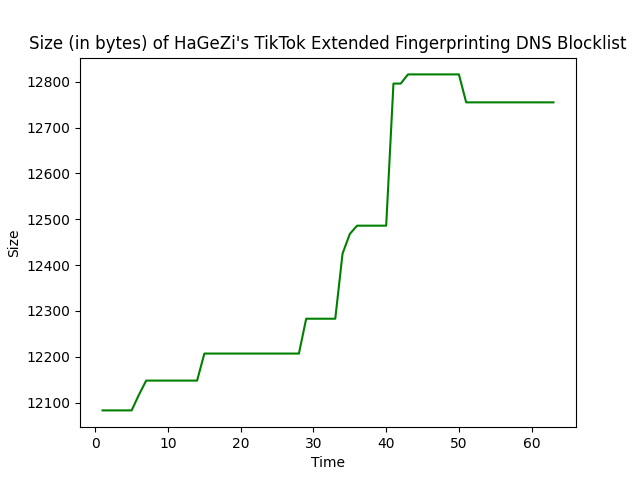 Size (in bytes) of HaGeZi's TikTok Extended Fingerprinting DNS Blocklist
12800
12700
12600
12500
12400
12300
12200
12100
Size
0 10 20 30 40 50 60
Time